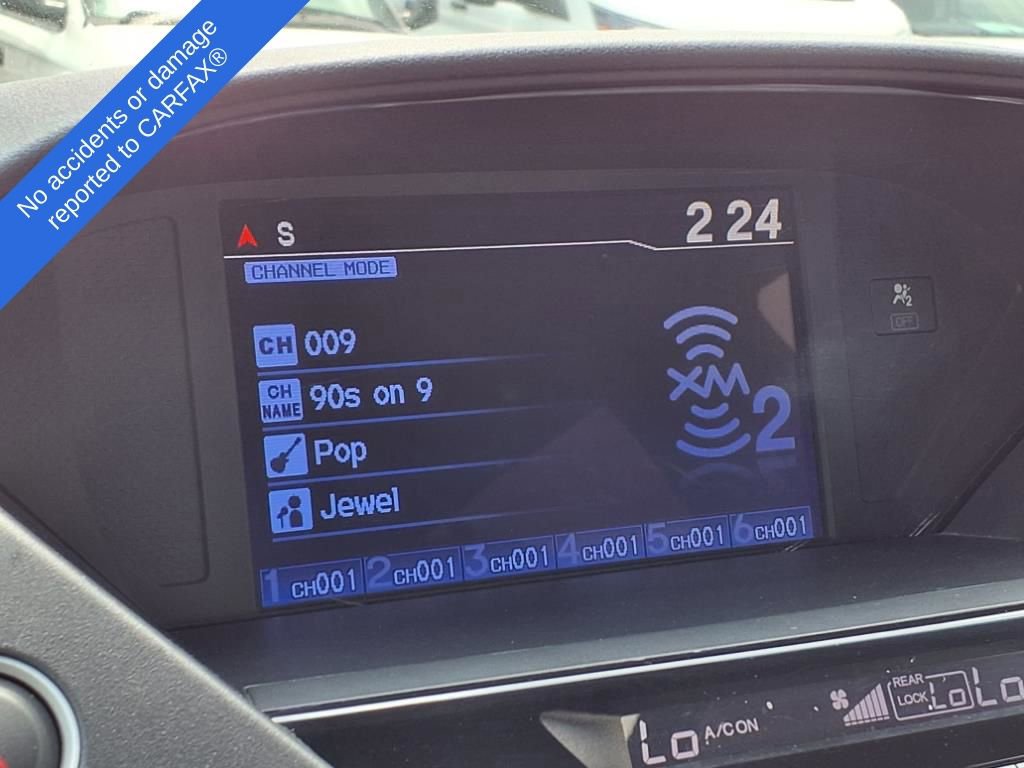 No accidents or damage
reported to CARFAX®
S
2 24
CHANNEL MODE
CH 009
CH NAME 90s on 9
Pop
Jewel
XM
2
1 CH001 2 CH001 3 CH001 4 CH001 5 CH001 6 CH001
2
OFF
Lo A/CON
REAR
LOCK Lo Lo